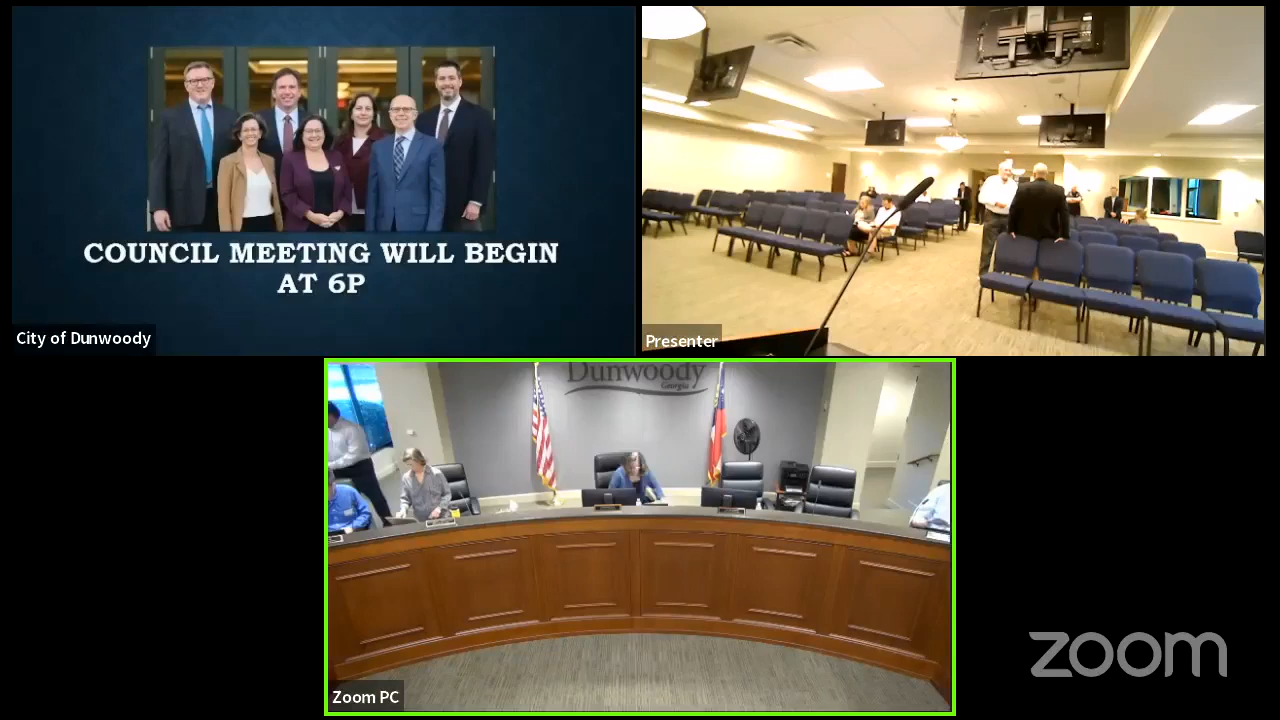 COUNCIL MEETING WILL BEGIN
AT 6P
City of Dunwoody
Presenter
Dunwoody
Georgia
Zoom PC
zoom